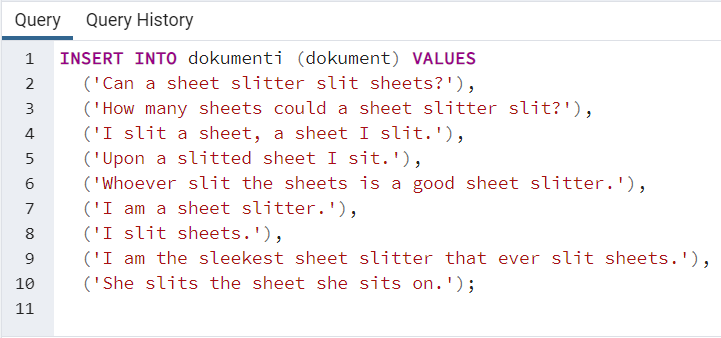 Query Query History
1 INSERT INTO dokumenti (dokument) VALUES
2 ('Can a sheet slitter slit sheets?'),
3 ('How many sheets could a sheet slitter slit?'),
4 ('I slit a sheet, a sheet I slit.'),
5 ('Upon a slitted sheet I sit.'),
6 ('Whoever slit the sheets is a good sheet slitter.'),
7 ('I am a sheet slitter.'),
8 ('I slit sheets.'),
9 ('I am the sleekest sheet slitter that ever slit sheets.'),
10 ('She slits the sheet she sits on.');
11